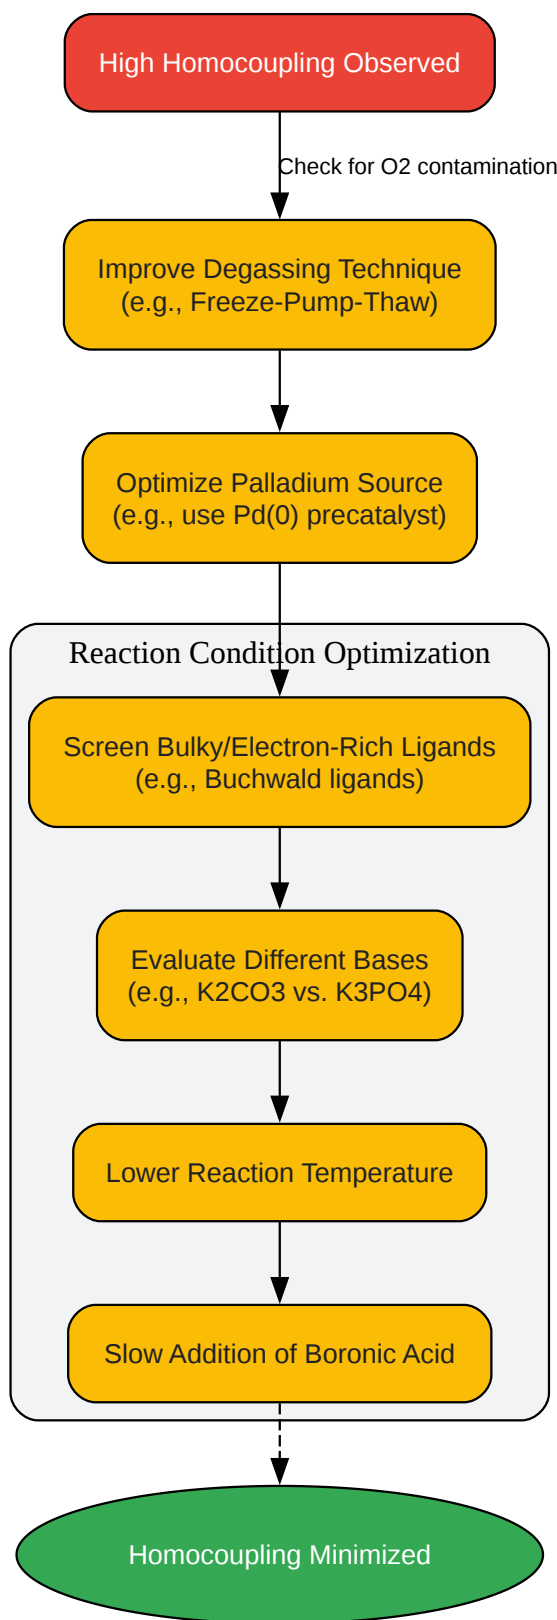 High Homocoupling Observed
Check for O2 contamination
Improve Degassing Technique
(e.g., Freeze-Pump-Thaw)
Optimize Palladium Source
(e.g., use Pd(0) precatalyst)
Reaction Condition Optimization
Screen Bulky/Electron-Rich Ligands
(e.g., Buchwald ligands)
Evaluate Different Bases
(e.g., K2CO3 vs. K3PO4)
Lower Reaction Temperature
Slow Addition of Boronic Acid
Homocoupling Minimized